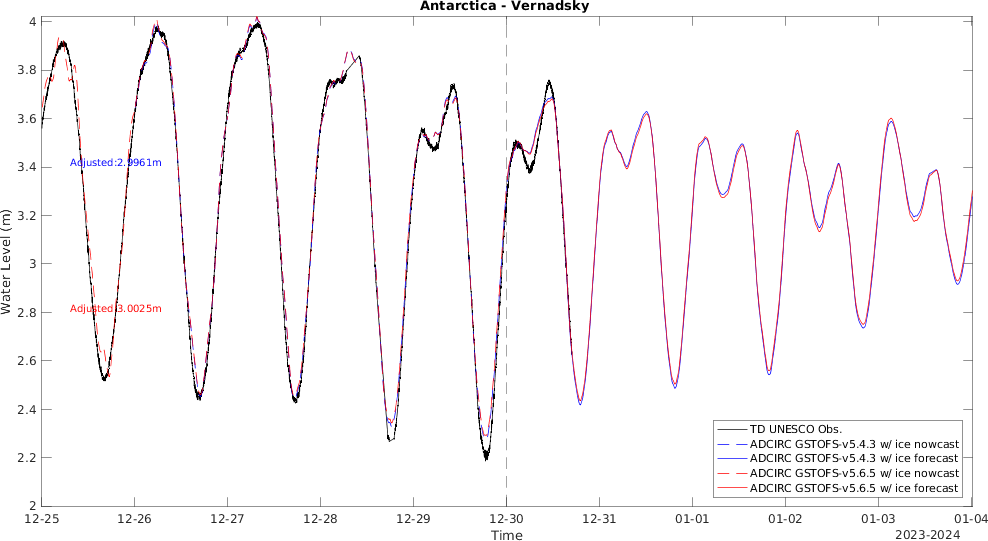 Antarctica - Vernadsky
Water Level (m)
4
3.8
3.6
3.4
3.2
3
2.8
2.6
2.4
2.2
2
Adjusted:2.9961m
Adjusted:3.0025m
TD UNESCO Obs.
ADCIRC GSTOFS-v5.4.3 w/ ice nowcast
ADCIRC GSTOFS-v5.4.3 w/ ice forecast
ADCIRC GSTOFS-v5.6.5 w/ ice nowcast
ADCIRC GSTOFS-v5.6.5 w/ ice forecast
12-25 12-26 12-27 12-28 12-29 12-30 12-31 01-01 01-02 01-03 01-04
Time
2023-2024